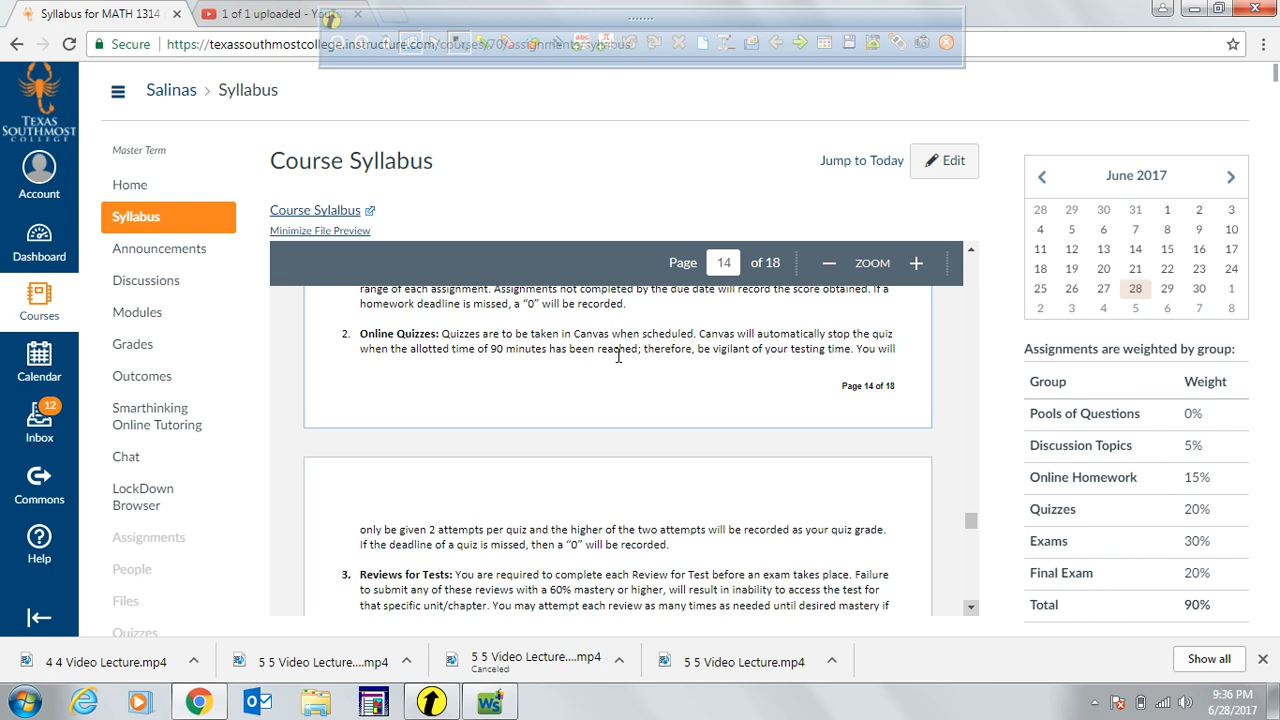 Syllabus for MATH 1314
1 of 1 uploaded - You
Secure
https://texassouthmostcollege.instructure.com/courses
/assignments/syllabus
TEXAS
SOUTHMOST
COLLEGE
Account
Dashboard
Courses
Calendar
12
Inbox
Commons
Help
Salinas > Syllabus
Master Term
Home
Syllabus
Announcements
Discussions
Modules
Grades
Outcomes
Smarthinking
Online Tutoring
Chat
LockDown
Browser
Assignments
People
Files
Quizzes
Course Syllabus
Jump to Today
Edit
Course Sylalbus
Minimize File Preview
Page 14 of 18 ZOOM
range of each assignment. Assignments not completed by the due date will record the score obtained. If a
homework deadline is missed, a “0” will be recorded.
2. Online Quizzes: Quizzes are to be taken in Canvas when scheduled. Canvas will automatically stop the quiz
when the allotted time of 90 minutes has been reached; therefore, be vigilant of your testing time. You will
Page 14 of 18
only be given 2 attempts per quiz and the higher of the two attempts will be recorded as your quiz grade.
If the deadline of a quiz is missed, then a “0” will be recorded.
3. Reviews for Tests: You are required to complete each Review for Test before an exam takes place. Failure
to submit any of these reviews with a 60% mastery or higher, will result in inability to access the test for
that specific unit/chapter. You may attempt each review as many times as needed until desired mastery if
June 2017
28 29 30 31 1 2 3
4 5 6 7 8 9 10
11 12 13 14 15 16 17
18 19 20 21 22 23 24
25 26 27 28 29 30 1
2 3 4 5 6 7 8
Assignments are weighted by group:
Group Weight
Pools of Questions 0%
Discussion Topics 5%
Online Homework 15%
Quizzes 20%
Exams 30%
Final Exam 20%
Total 90%
4 4 Video Lecture.mp4
5 5 Video Lecture....mp4
5 5 Video Lecture....mp4
Canceled
5 5 Video Lecture.mp4
Show all
9:36 PM
6/28/2017